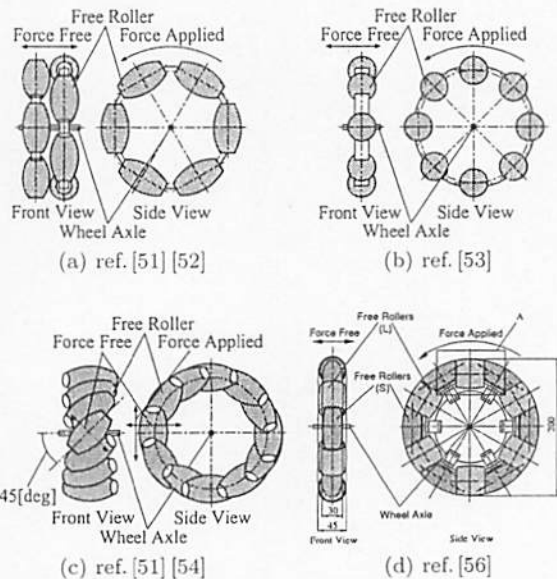 Free Roller
Force Free Force Applied
Front View Side View
Wheel Axle
(a) ref. [51] [52]
Free Roller
Force Free Force Applied
Front View Side View
Wheel Axle
(b) ref. [53]
Free Roller
Force Free Force Applied
45[deg]
Front View Side View
Wheel Axle
(c) ref. [51] [54]
Free Rollers
(L)
A
Force Free
Force Applied
Free Rollers
(S)
200
Wheel Axle
30
45
Front View
Side View
(d) ref. [56]